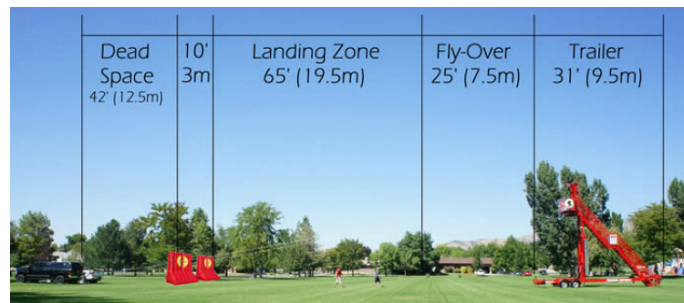 Dead
Space
42' (12.5m)
10'
3m
Landing Zone
65' (19.5m)
Fly-Over
25' (7.5m)
Trailer
31' (9.5m)